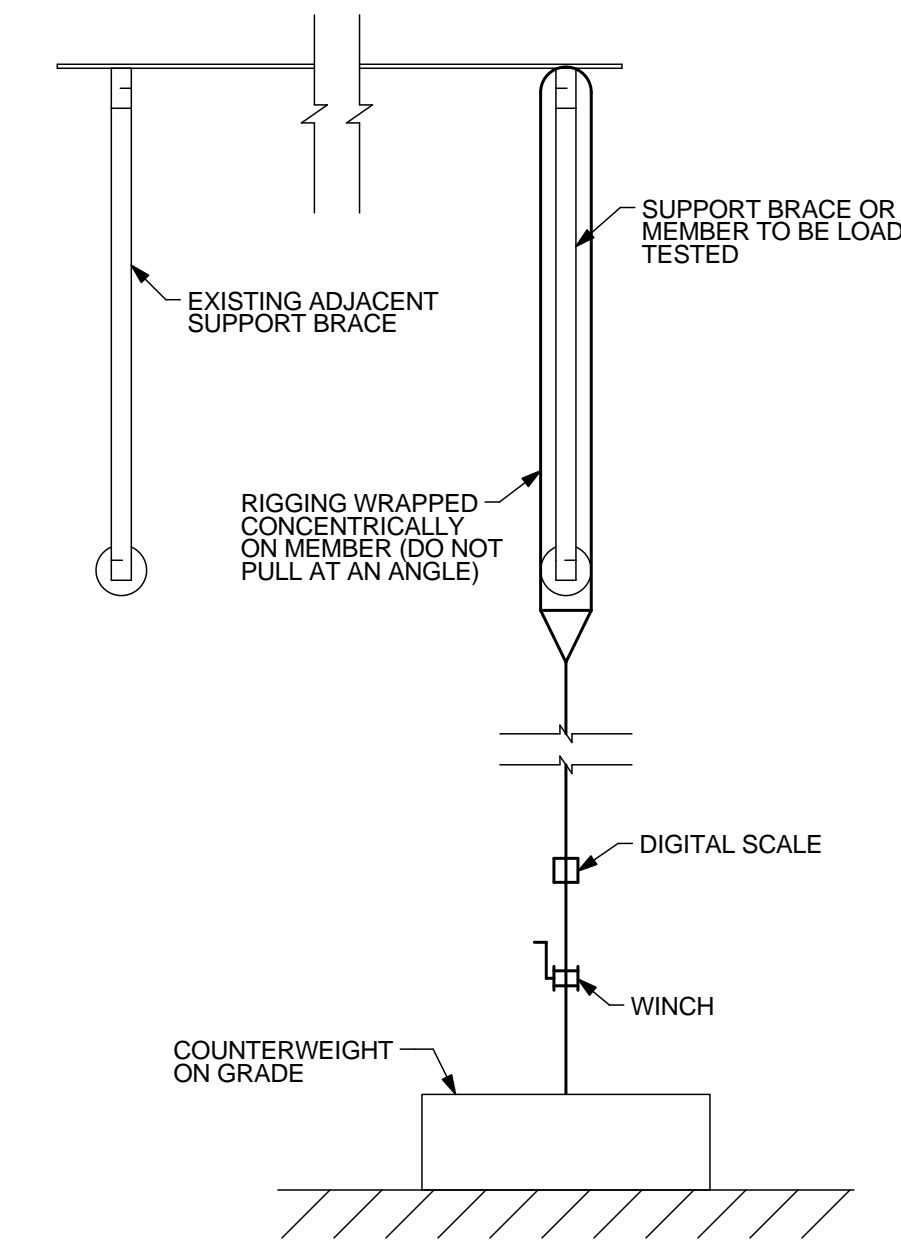 SUPPORT BRACE OR
MEMBER TO BE LOAD
TESTED
EXISTING ADJACENT
SUPPORT BRACE
RIGGING WRAPPED
CONCENTRICALLY
ON MEMBER (DO NOT
PULL AT AN ANGLE)
DIGITAL SCALE
WINCH
COUNTERWEIGHT
ON GRADE